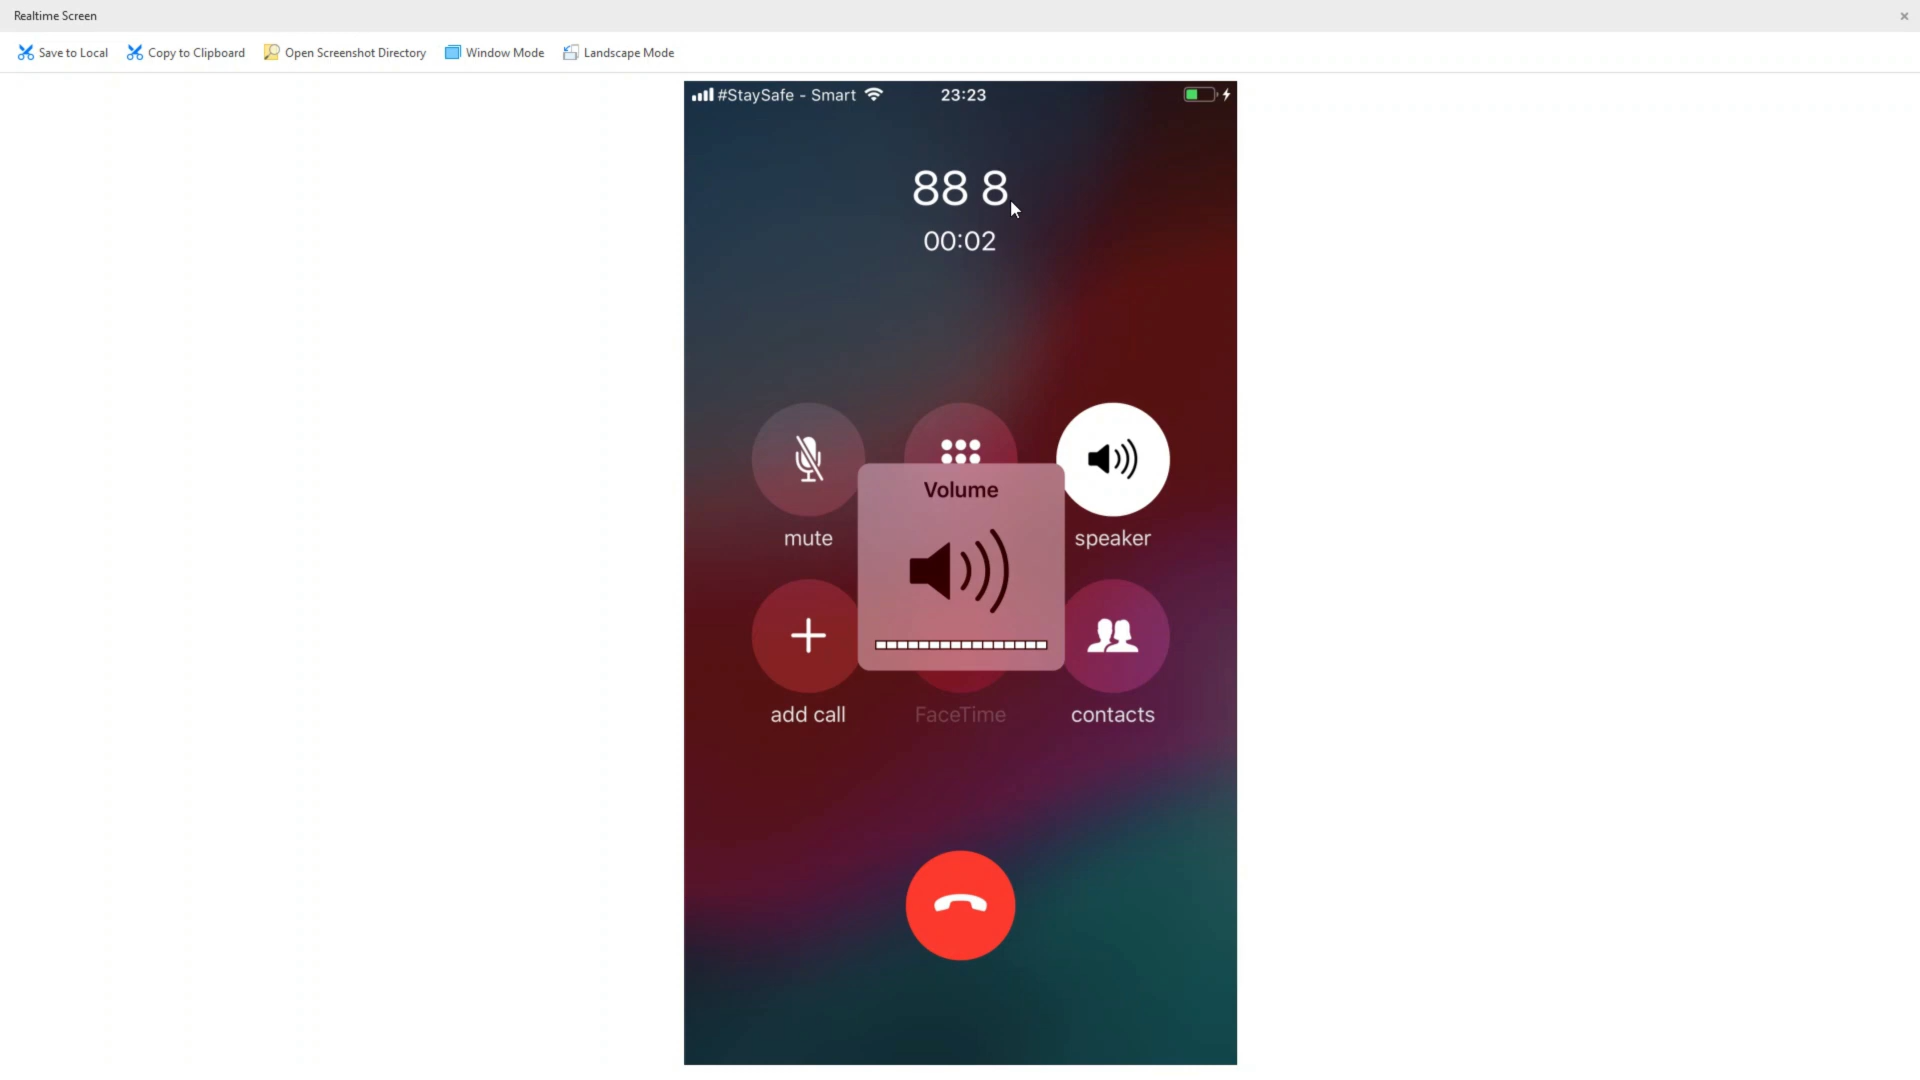 Realtime Screen
Save to Local Copy to Clipboard Open Screenshot Directory Window Mode Landscape Mode
#StaySafe - Smart 23:23
88 8
00:02
Volume
mute speaker
add call FaceTime contacts